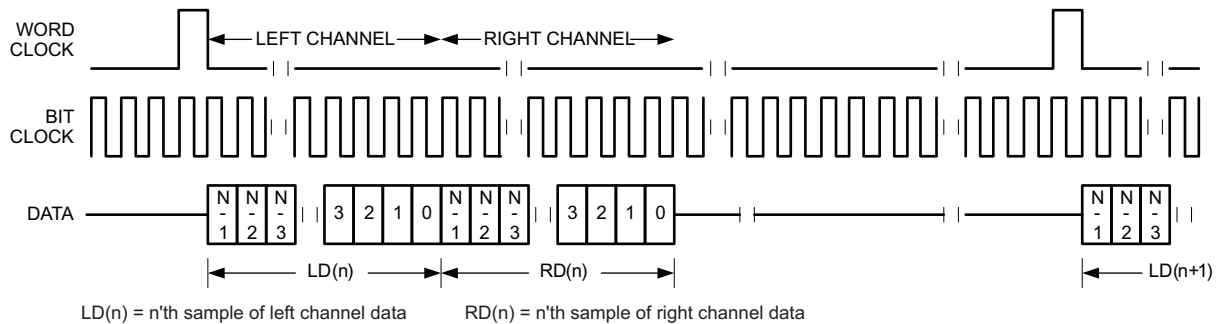 WORD CLOCK
LEFT CHANNEL
RIGHT CHANNEL
BIT CLOCK
DATA
N-1 N-2 N-3 3 2 1 0 N-1 N-2 N-3 3 2 1 0 N-1 N-2 N-3
LD(n) RD(n) LD(n+1)
LD(n) = n'th sample of left channel data RD(n) = n'th sample of right channel data